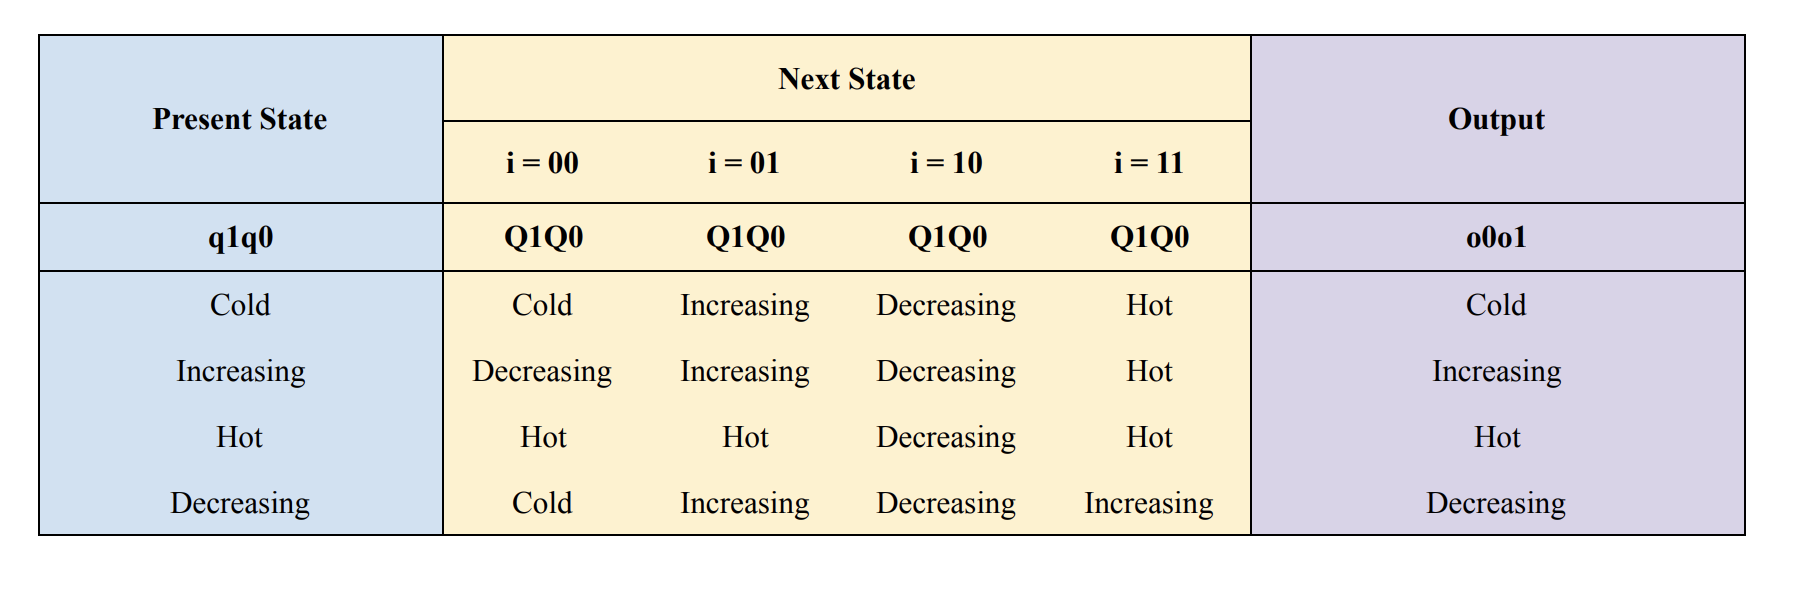 Present State Next State Output
i = 00 i = 01 i = 10 i = 11
q1q0 Q1Q0 Q1Q0 Q1Q0 Q1Q0 o0o1
Cold Cold Increasing Decreasing Hot Cold
Increasing Decreasing Increasing Decreasing Hot Increasing
Hot Hot Hot Decreasing Hot Hot
Decreasing Cold Increasing Decreasing Increasing Decreasing